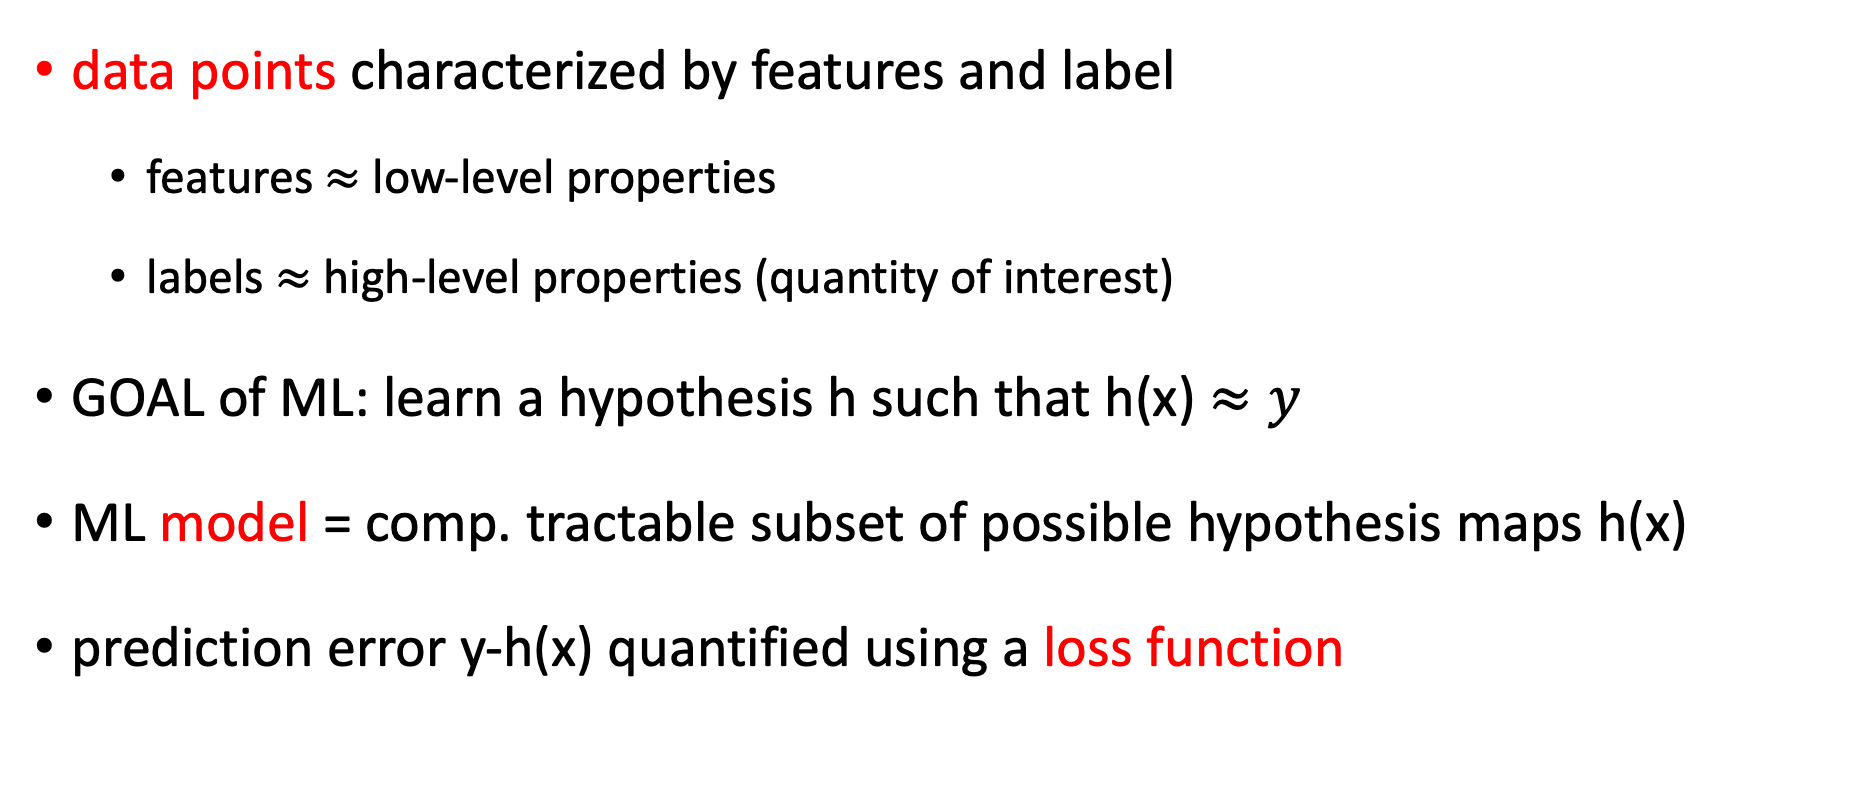 • data points characterized by features and label
• features ≈ low-level properties
• labels ≈ high-level properties (quantity of interest)
• GOAL of ML: learn a hypothesis h such that h(x) ≈ y
• ML model = comp. tractable subset of possible hypothesis maps h(x)
• prediction error y-h(x) quantified using a loss function